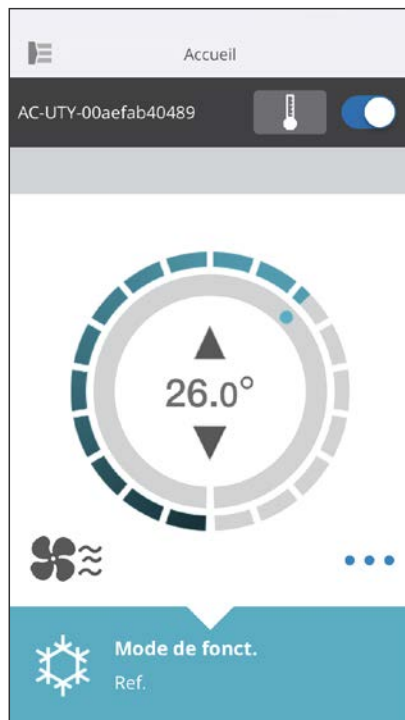 Accueil
AC-UTY-00aefab40489
26.0°
Mode de fonct.
Ref.